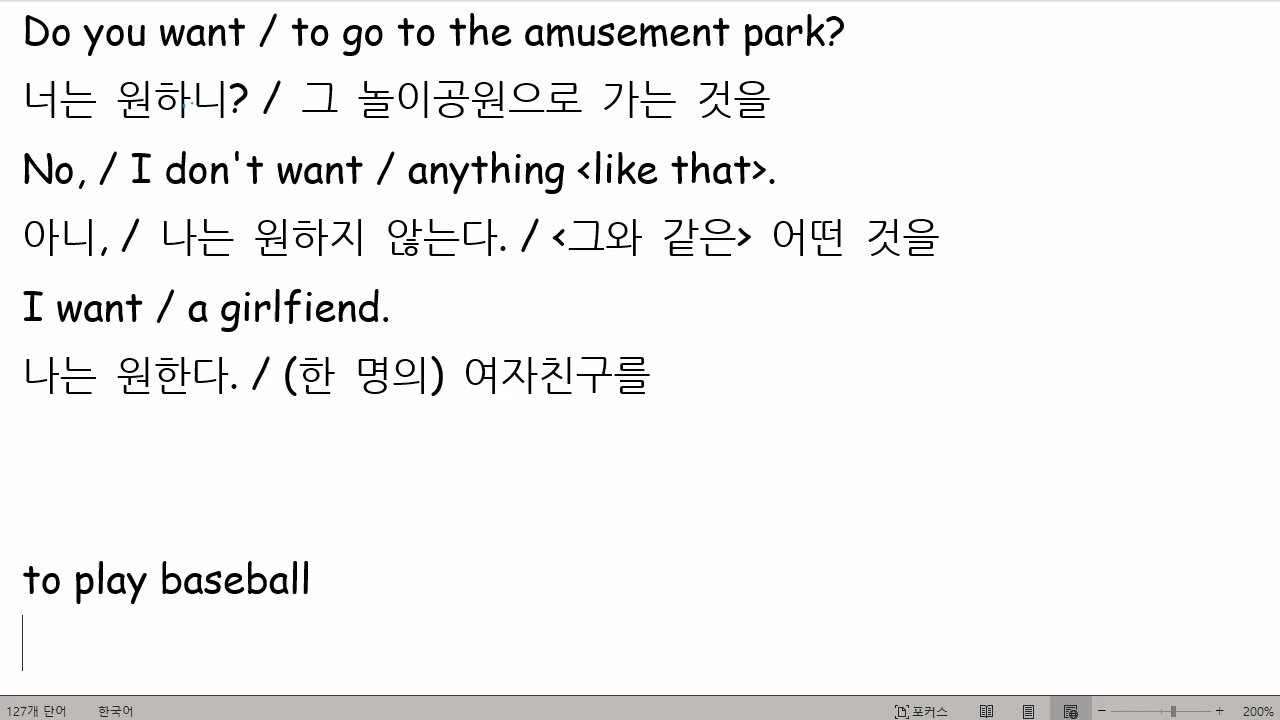 Do you want / to go to the amusement park?
너는 원하니? / 그 놀이공원으로 가는 것을
No, / I don't want / anything <like that>.
아니, / 나는 원하지 않는다. / <그와 같은> 어떤 것을
I want / a girlfiend.
나는 원한다. / (한 명의) 여자친구를
to play baseball
127개 단어 한국어 포커스 − + 200%